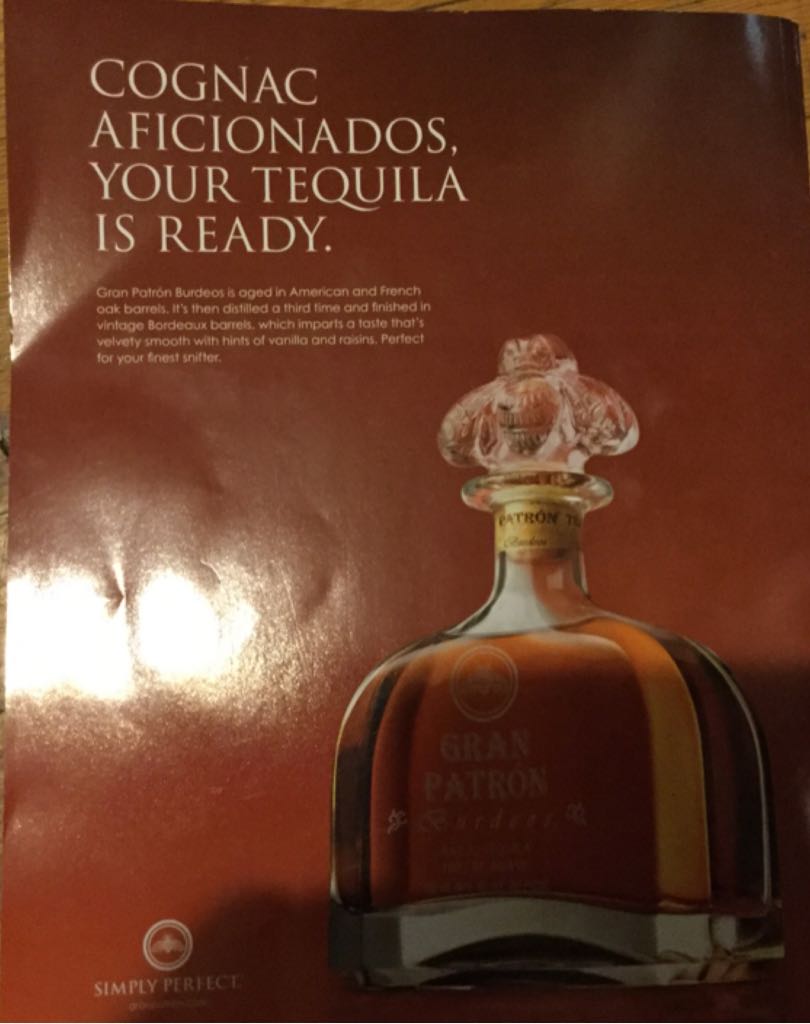 COGNAC
AFICIONADOS,
YOUR TEQUILA
IS READY.
Gran Patrón Burdeos is aged in American and French
oak barrels. It's then distilled a third time and finished in
vintage Bordeaux barrels, which imparts a taste that's
velvety smooth with hints of vanilla and raisins. Perfect
for your finest snifter.
PATRÓN
Burdeos
GRAN
PATRÓN
Burdeos
SIMPLY PERFECT.